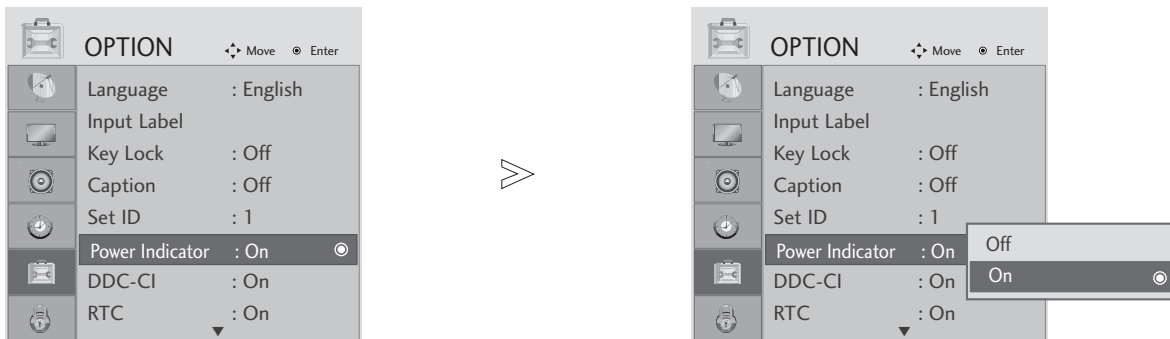 OPTION Move Enter
Language : English
Input Label
Key Lock : Off
Caption : Off
Set ID : 1
Power Indicator : On
DDC-CI : On
RTC : On
OPTION Move Enter
Language : English
Input Label
Key Lock : Off
Caption : Off
Set ID : 1
Power Indicator : On
DDC-CI : On
RTC : On
Off
On